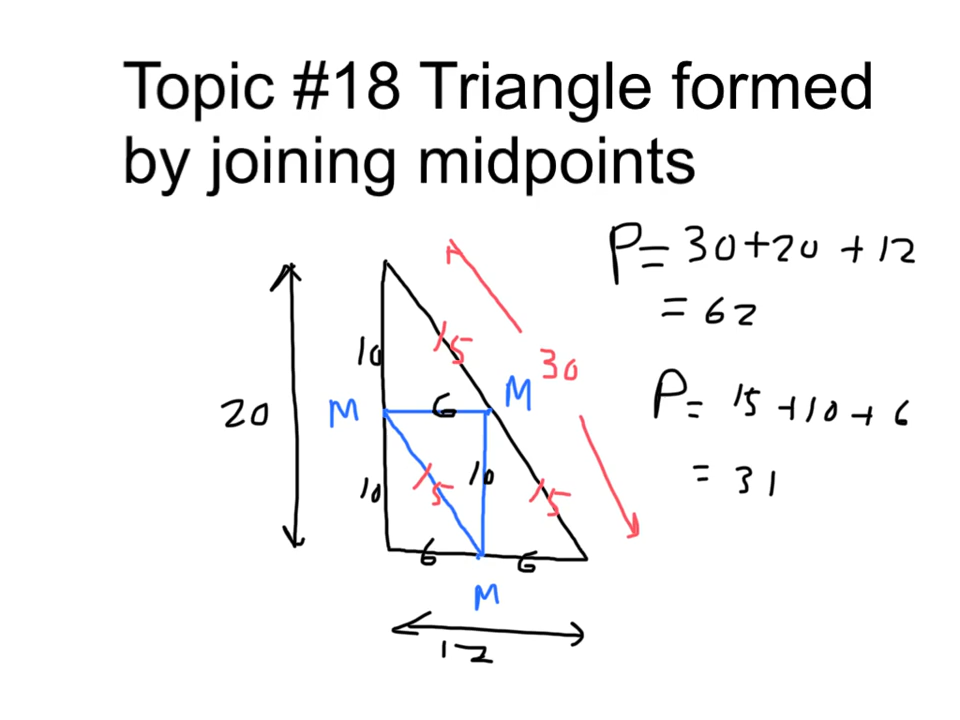 Topic #18 Triangle formed
by joining midpoints
P = 30+20+12
= 62
10
15
30
20
M
6
M
P = 15+10+6
= 31
10
15
10
15
6
6
M
12